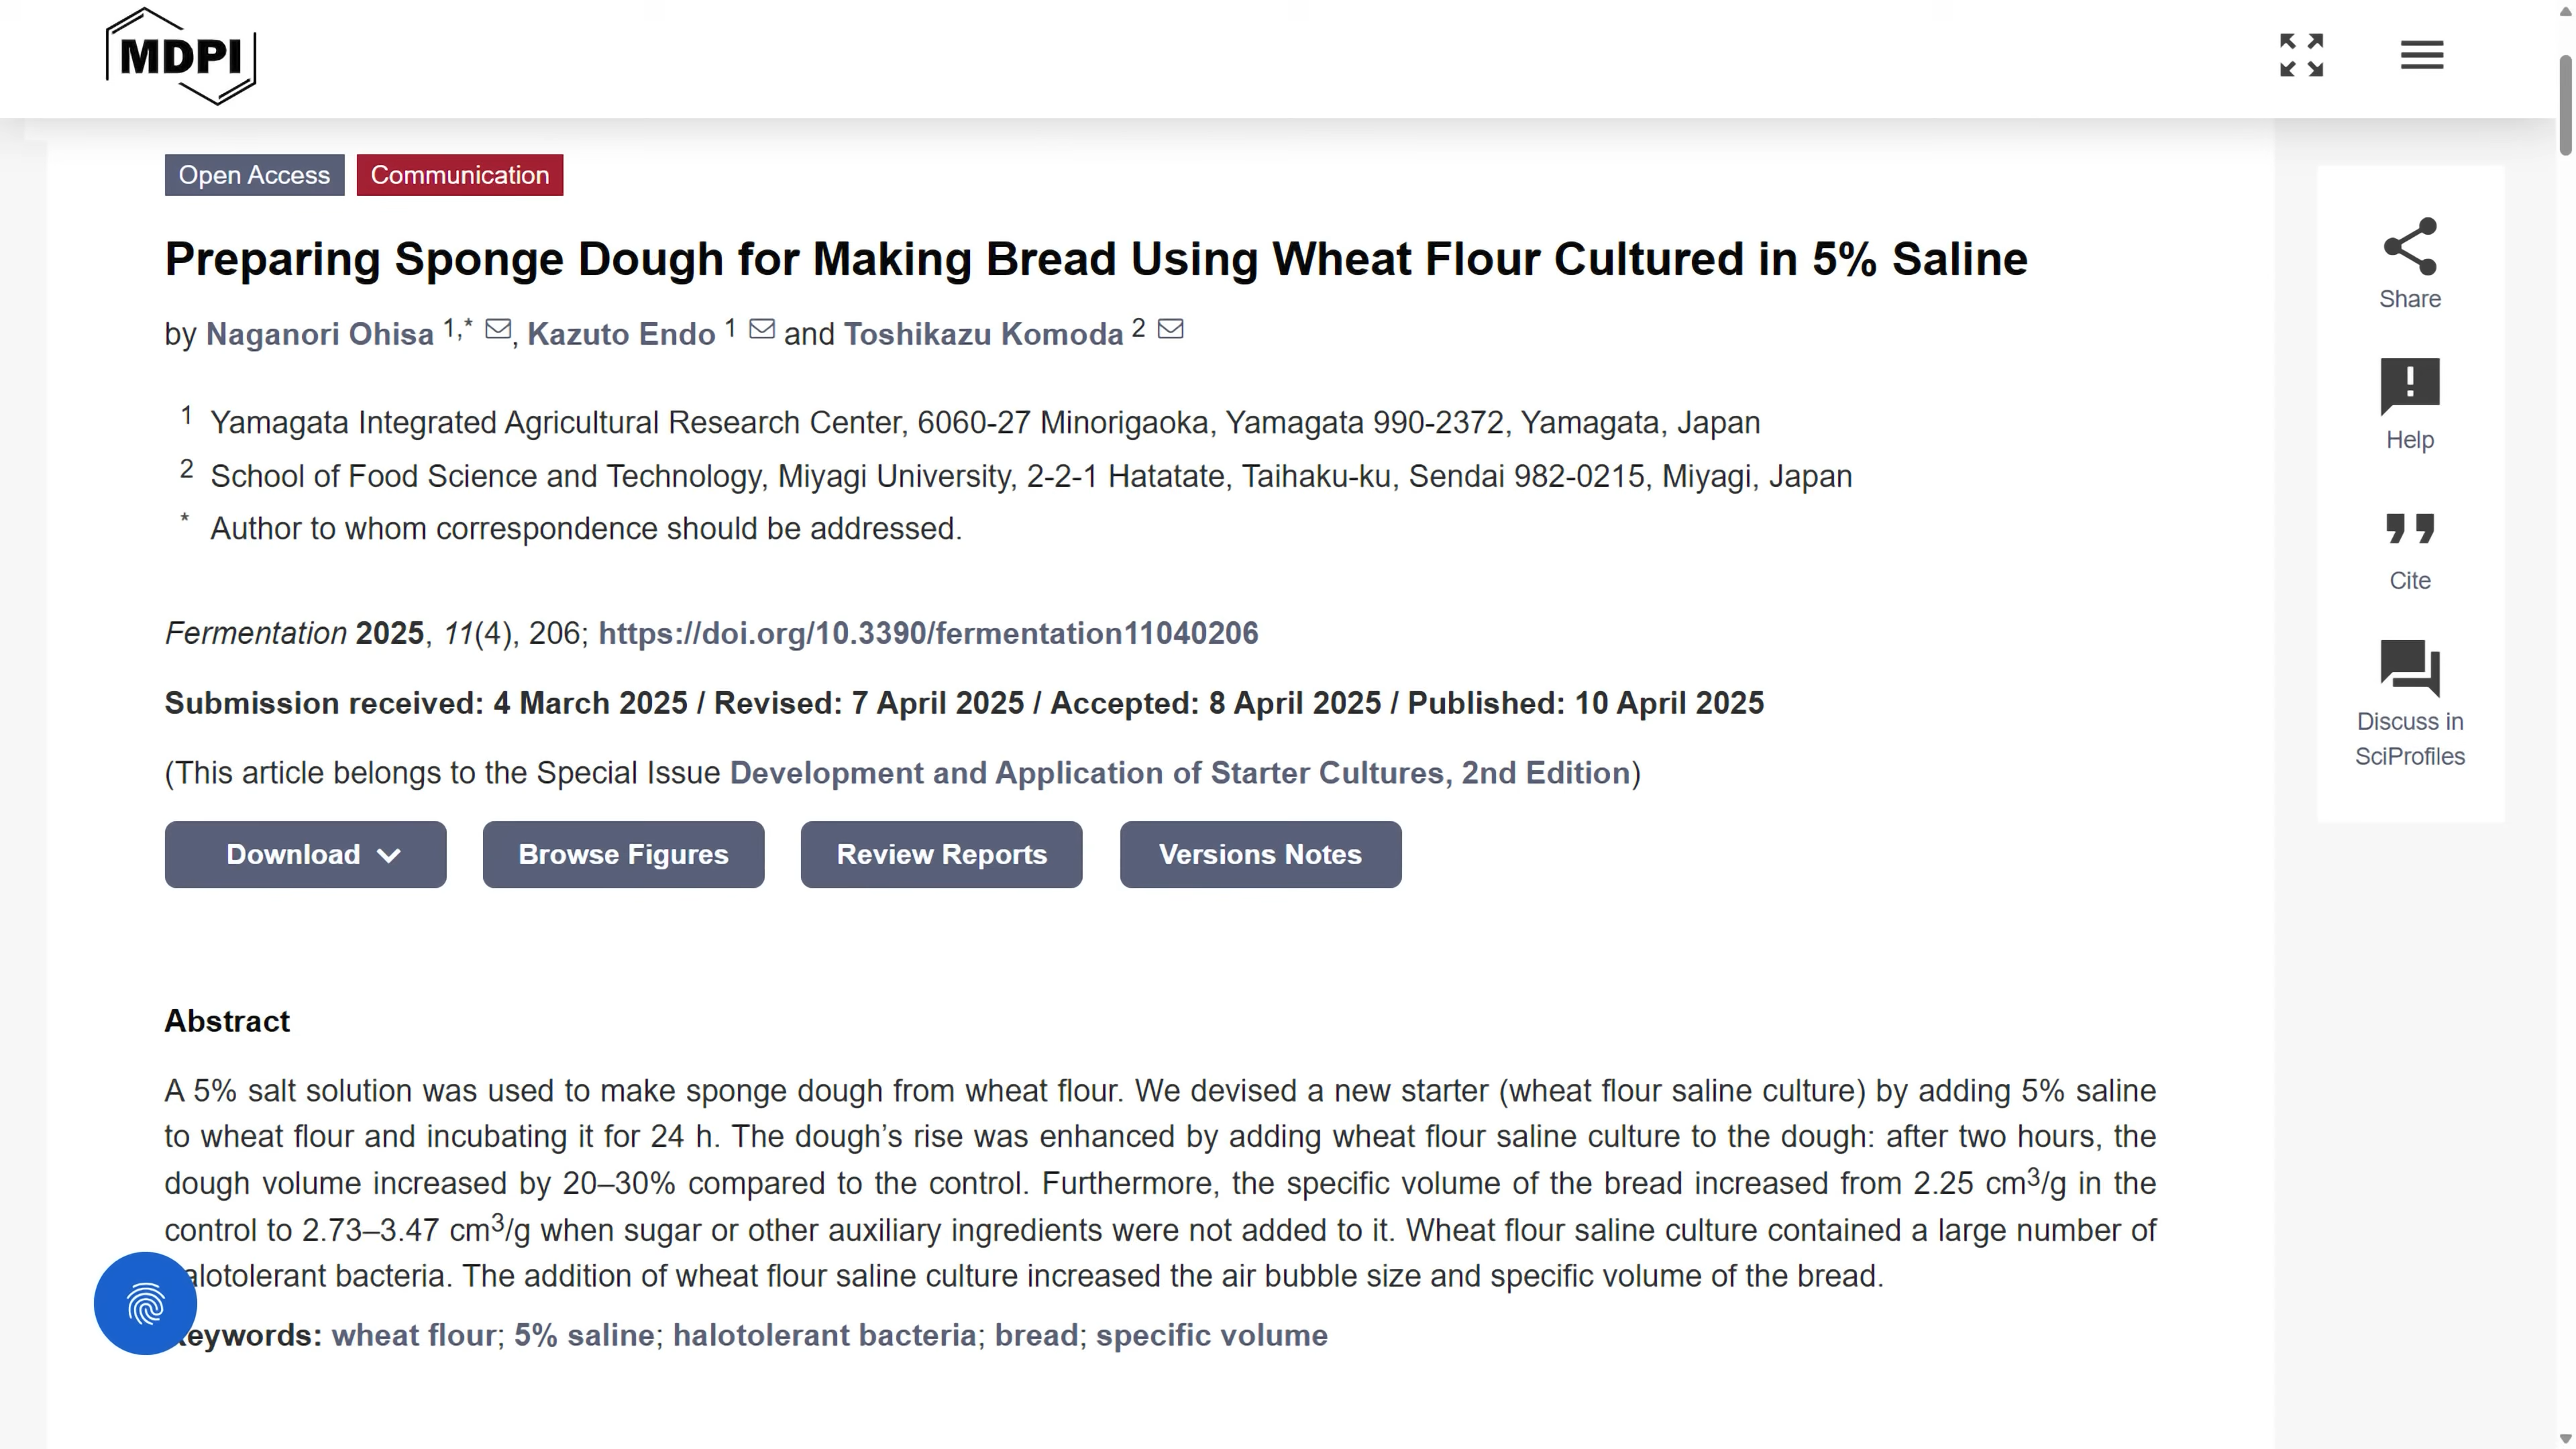 MDPI
Open Access Communication
Preparing Sponge Dough for Making Bread Using Wheat Flour Cultured in 5% Saline
by Naganori Ohisa 1,* , Kazuto Endo 1 and Toshikazu Komoda 2
1 Yamagata Integrated Agricultural Research Center, 6060-27 Minorigaoka, Yamagata 990-2372, Yamagata, Japan
2 School of Food Science and Technology, Miyagi University, 2-2-1 Hatatate, Taihaku-ku, Sendai 982-0215, Miyagi, Japan
* Author to whom correspondence should be addressed.
Fermentation 2025, 11(4), 206; https://doi.org/10.3390/fermentation11040206
Submission received: 4 March 2025 / Revised: 7 April 2025 / Accepted: 8 April 2025 / Published: 10 April 2025
(This article belongs to the Special Issue Development and Application of Starter Cultures, 2nd Edition)
Download Browse Figures Review Reports Versions Notes
Abstract
A 5% salt solution was used to make sponge dough from wheat flour. We devised a new starter (wheat flour saline culture) by adding 5% saline
to wheat flour and incubating it for 24 h. The dough’s rise was enhanced by adding wheat flour saline culture to the dough: after two hours, the
dough volume increased by 20–30% compared to the control. Furthermore, the specific volume of the bread increased from 2.25 cm³/g in the
control to 2.73–3.47 cm³/g when sugar or other auxiliary ingredients were not added to it. Wheat flour saline culture contained a large number of
alotolerant bacteria. The addition of wheat flour saline culture increased the air bubble size and specific volume of the bread.
eywords: wheat flour; 5% saline; halotolerant bacteria; bread; specific volume
Share
Help
Cite
Discuss in
SciProfiles